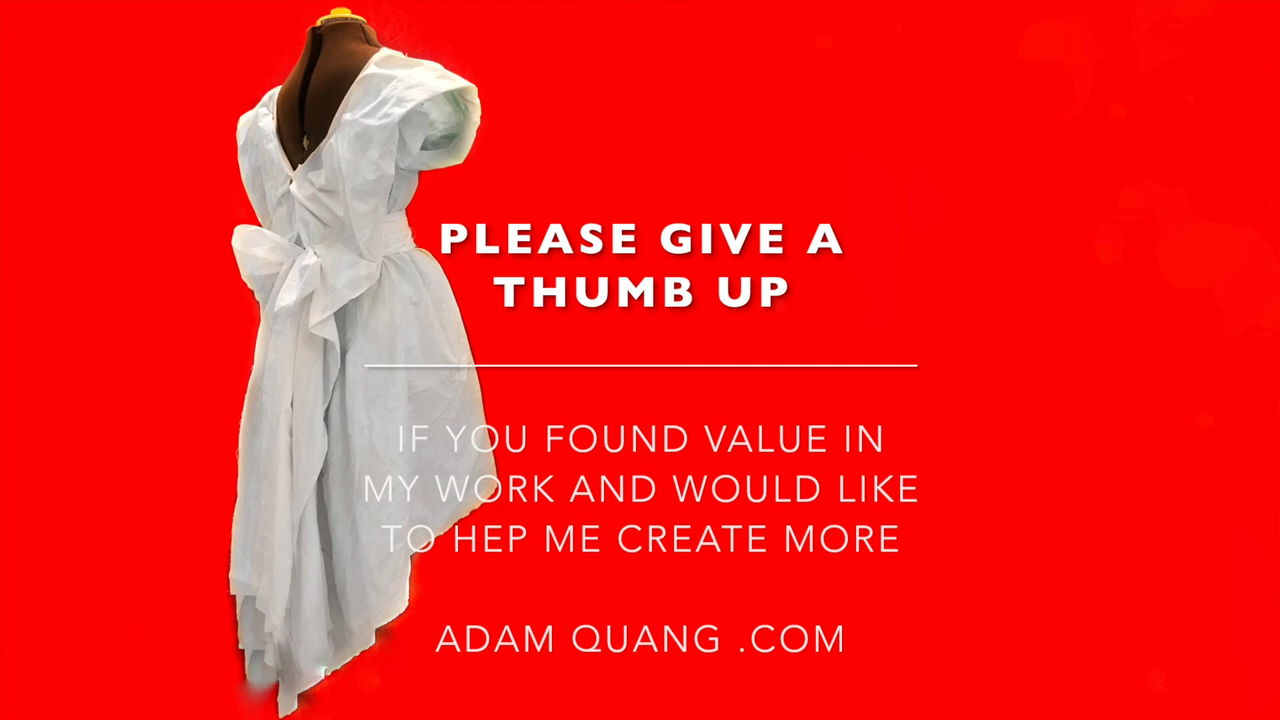 PLEASE GIVE A
THUMB UP
IF YOU FOUND VALUE IN
MY WORK AND WOULD LIKE
TO HEP ME CREATE MORE
ADAM QUANG .COM